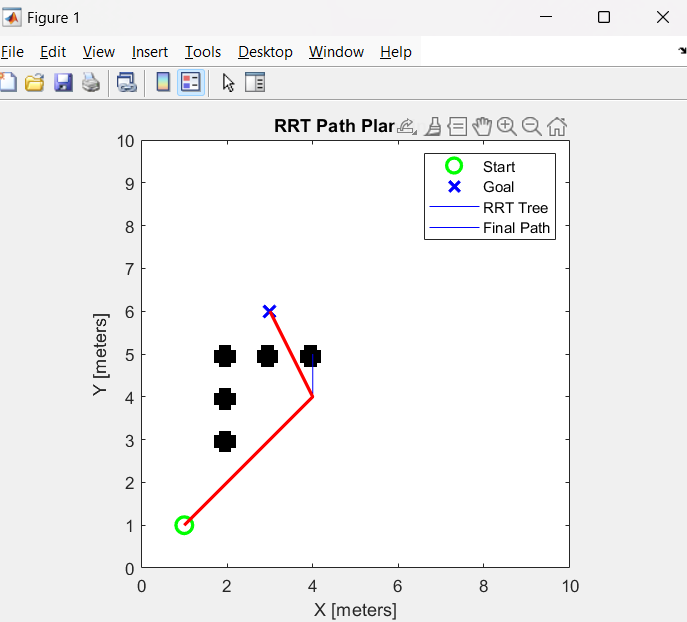 Figure 1
File Edit View Insert Tools Desktop Window Help
RRT Path Plar
Start
Goal
RRT Tree
Final Path
10
9
8
7
6
5
4
3
2
1
0
Y [meters]
0 2 4 6 8 10
X [meters]